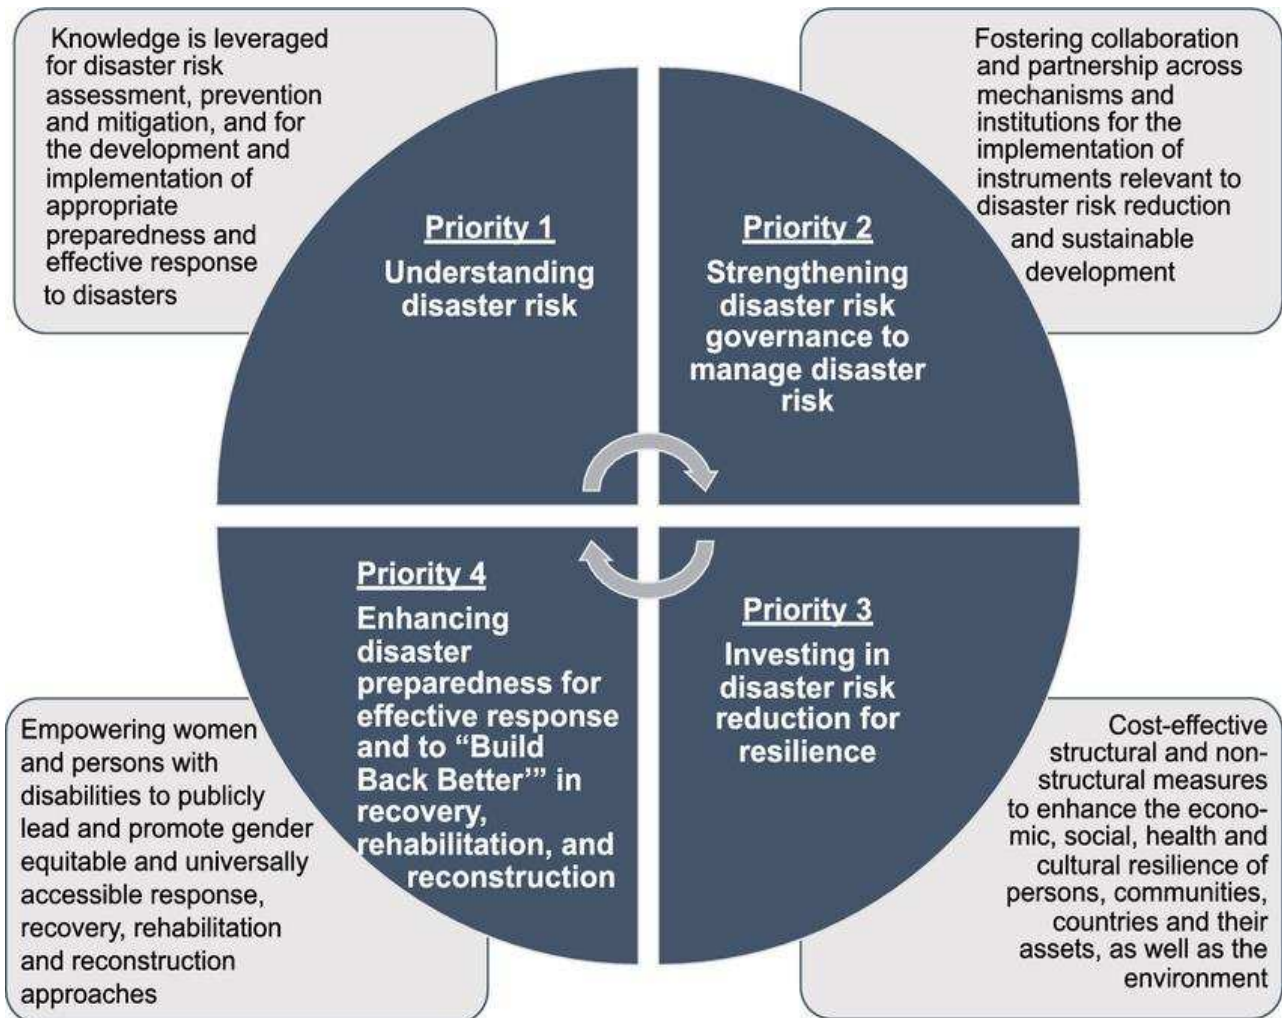 Knowledge is leveraged
for disaster risk
assessment, prevention
and mitigation, and for
the development and
implementation of
appropriate
preparedness and
effective response
to disasters
Priority 1
Understanding
disaster risk
Fostering collaboration
and partnership across
mechanisms and
institutions for the
implementation of
instruments relevant to
disaster risk reduction
and sustainable
development
Priority 2
Strengthening
disaster risk
governance to
manage disaster
risk
Priority 4
Enhancing
disaster
preparedness for
effective response
and to “Build
Back Better’” in
recovery,
rehabilitation, and
reconstruction
Empowering women
and persons with
disabilities to publicly
lead and promote gender
equitable and universally
accessible response,
recovery, rehabilitation
and reconstruction
approaches
Priority 3
Investing in
disaster risk
reduction for
resilience
Cost-effective
structural and non-
structural measures
to enhance the econo-
mic, social, health and
cultural resilience of
persons, communities,
countries and their
assets, as well as the
environment